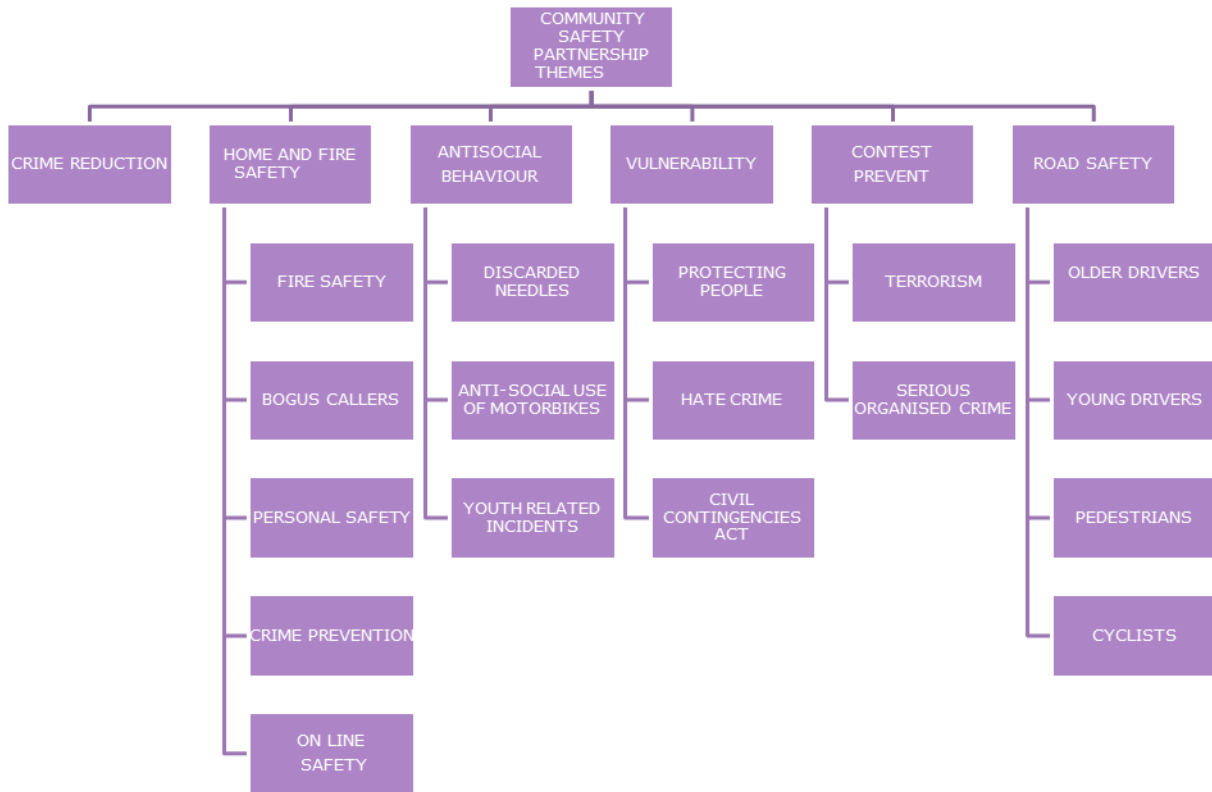 COMMUNITY
SAFETY
PARTNERSHIP
THEMES
CRIME REDUCTION
HOME AND FIRE
SAFETY
ANTISOCIAL
BEHAVIOUR
VULNERABILITY
CONTEST
PREVENT
ROAD SAFETY
FIRE SAFETY
BOGUS CALLERS
PERSONAL SAFETY
CRIME PREVENTION
ON LINE
SAFETY
DISCARDED
NEEDLES
ANTI-SOCIAL USE
OF MOTORBIKES
YOUTH RELATED
INCIDENTS
PROTECTING
PEOPLE
HATE CRIME
CIVIL
CONTINGENCIES
ACT
TERRORISM
SERIOUS
ORGANISED CRIME
OLDER DRIVERS
YOUNG DRIVERS
PEDESTRIANS
CYCLISTS